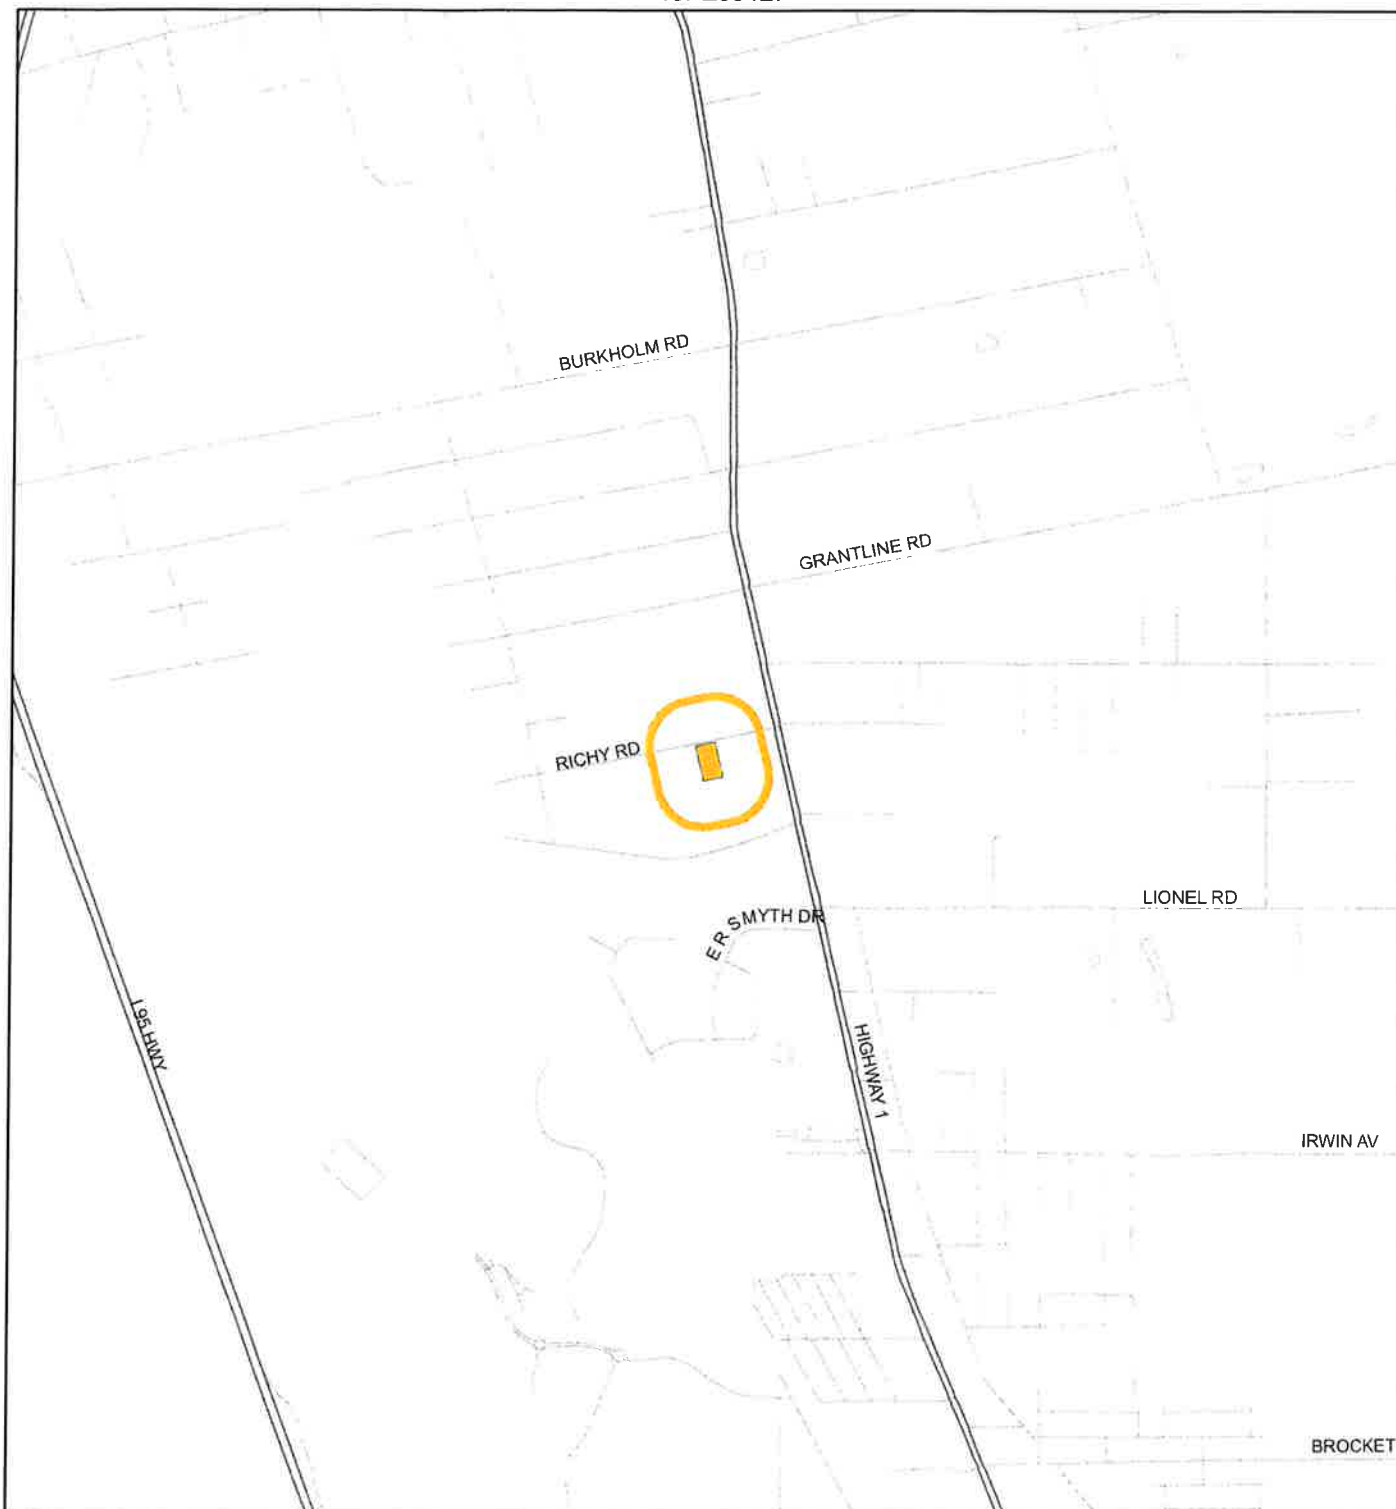 BURKHOLM RD
GRANTLINE RD
RICHY RD
LIONEL RD
E R SMYTH DR
I 95 HWY
HIGHWAY 1
IRWIN AV
BROCKET